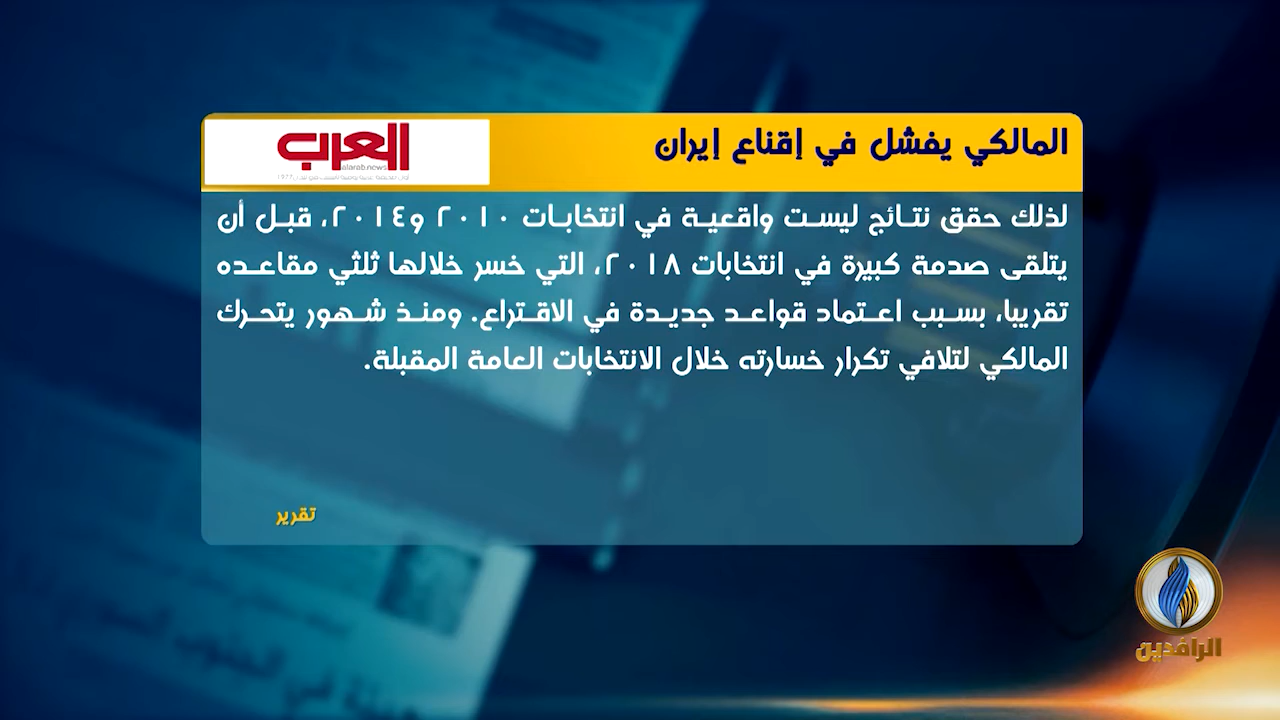 المالكي يفشل في إقناع إيران
العرب
alarab.news
لذلك حقق نتائج ليست واقعية في انتخابات ٢٠١٠ و٢٠١٤، قبل أن
يتلقى صدمة كبيرة في انتخابات ٢٠١٨، التي خسر خلالها ثلثي مقاعده
تقريبا، بسبب اعتماد قواعد جديدة في الاقتراع. ومنذ شهور يتحرك
المالكي لتلافي تكرار خسارته خلال الانتخابات العامة المقبلة.
تقرير
الرافدين